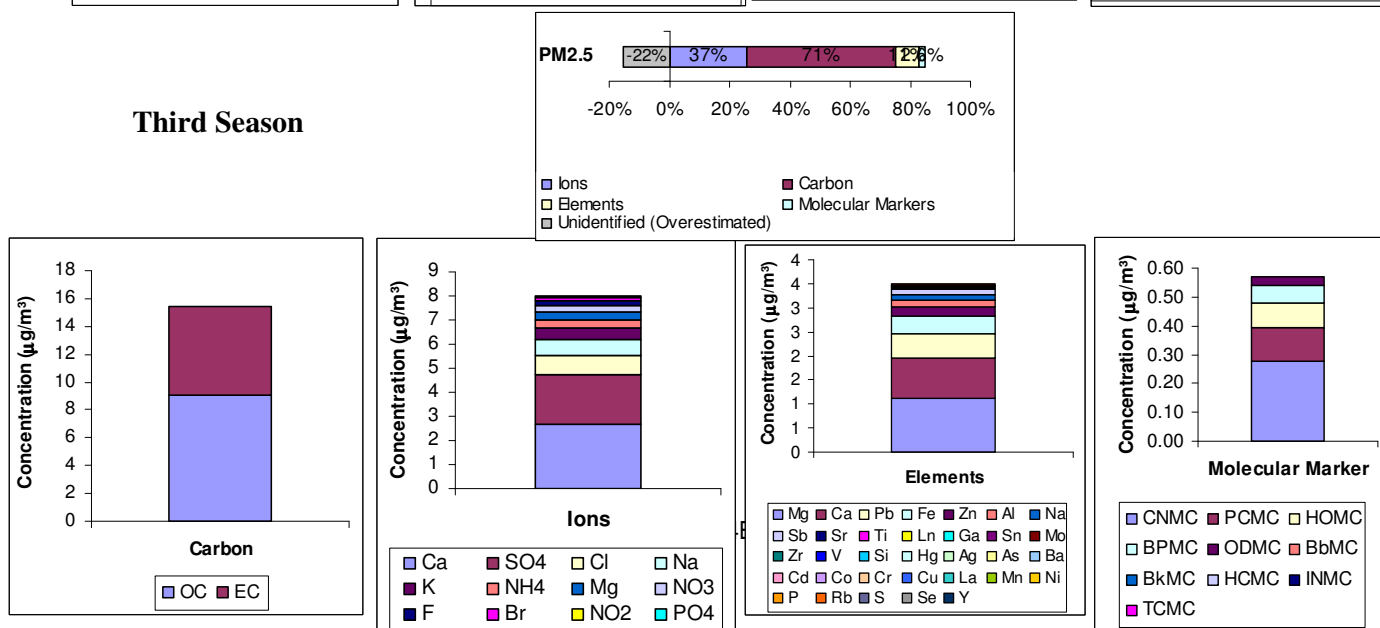 PM2.5
-22% 37% 71% 12%
-20% 0% 20% 40% 60% 80% 100%
Ions Carbon
Elements Molecular Markers
Unidentified (Overestimated)
Third Season
Concentration (µg/m³)
18
16
14
12
10
8
6
4
2
0
Carbon
OC EC
Concentration (µg/m³)
9
8
7
6
5
4
3
2
1
0
Ions
Ca SO4 Cl Na
K NH4 Mg NO3
F Br NO2 PO4
Concentration (µg/m³)
4
4
3
3
2
2
1
1
0
Elements
Mg Ca Pb Fe Zn Al Na
Sb Sr Ti Ln Ga Sn Mo
Zr V Si Hg Ag As Ba
Cd Co Cr Cu La Mn Ni
P Rb S Se Y
Concentration (µg/m³)
0.60
0.50
0.40
0.30
0.20
0.10
0.00
Molecular Marker
CNMC PCMC HOMC
BPMC ODMC BbMC
BkMC HCMC INMC
TCMC